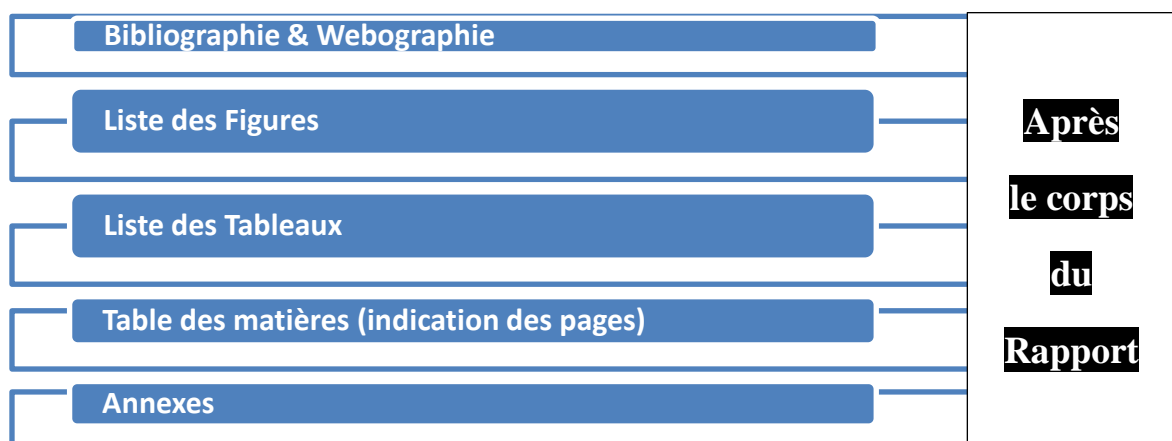 Bibliographie & Webographie
Liste des Figures
Liste des Tableaux
Table des matières (indication des pages)
Annexes
Après
le corps
du
Rapport